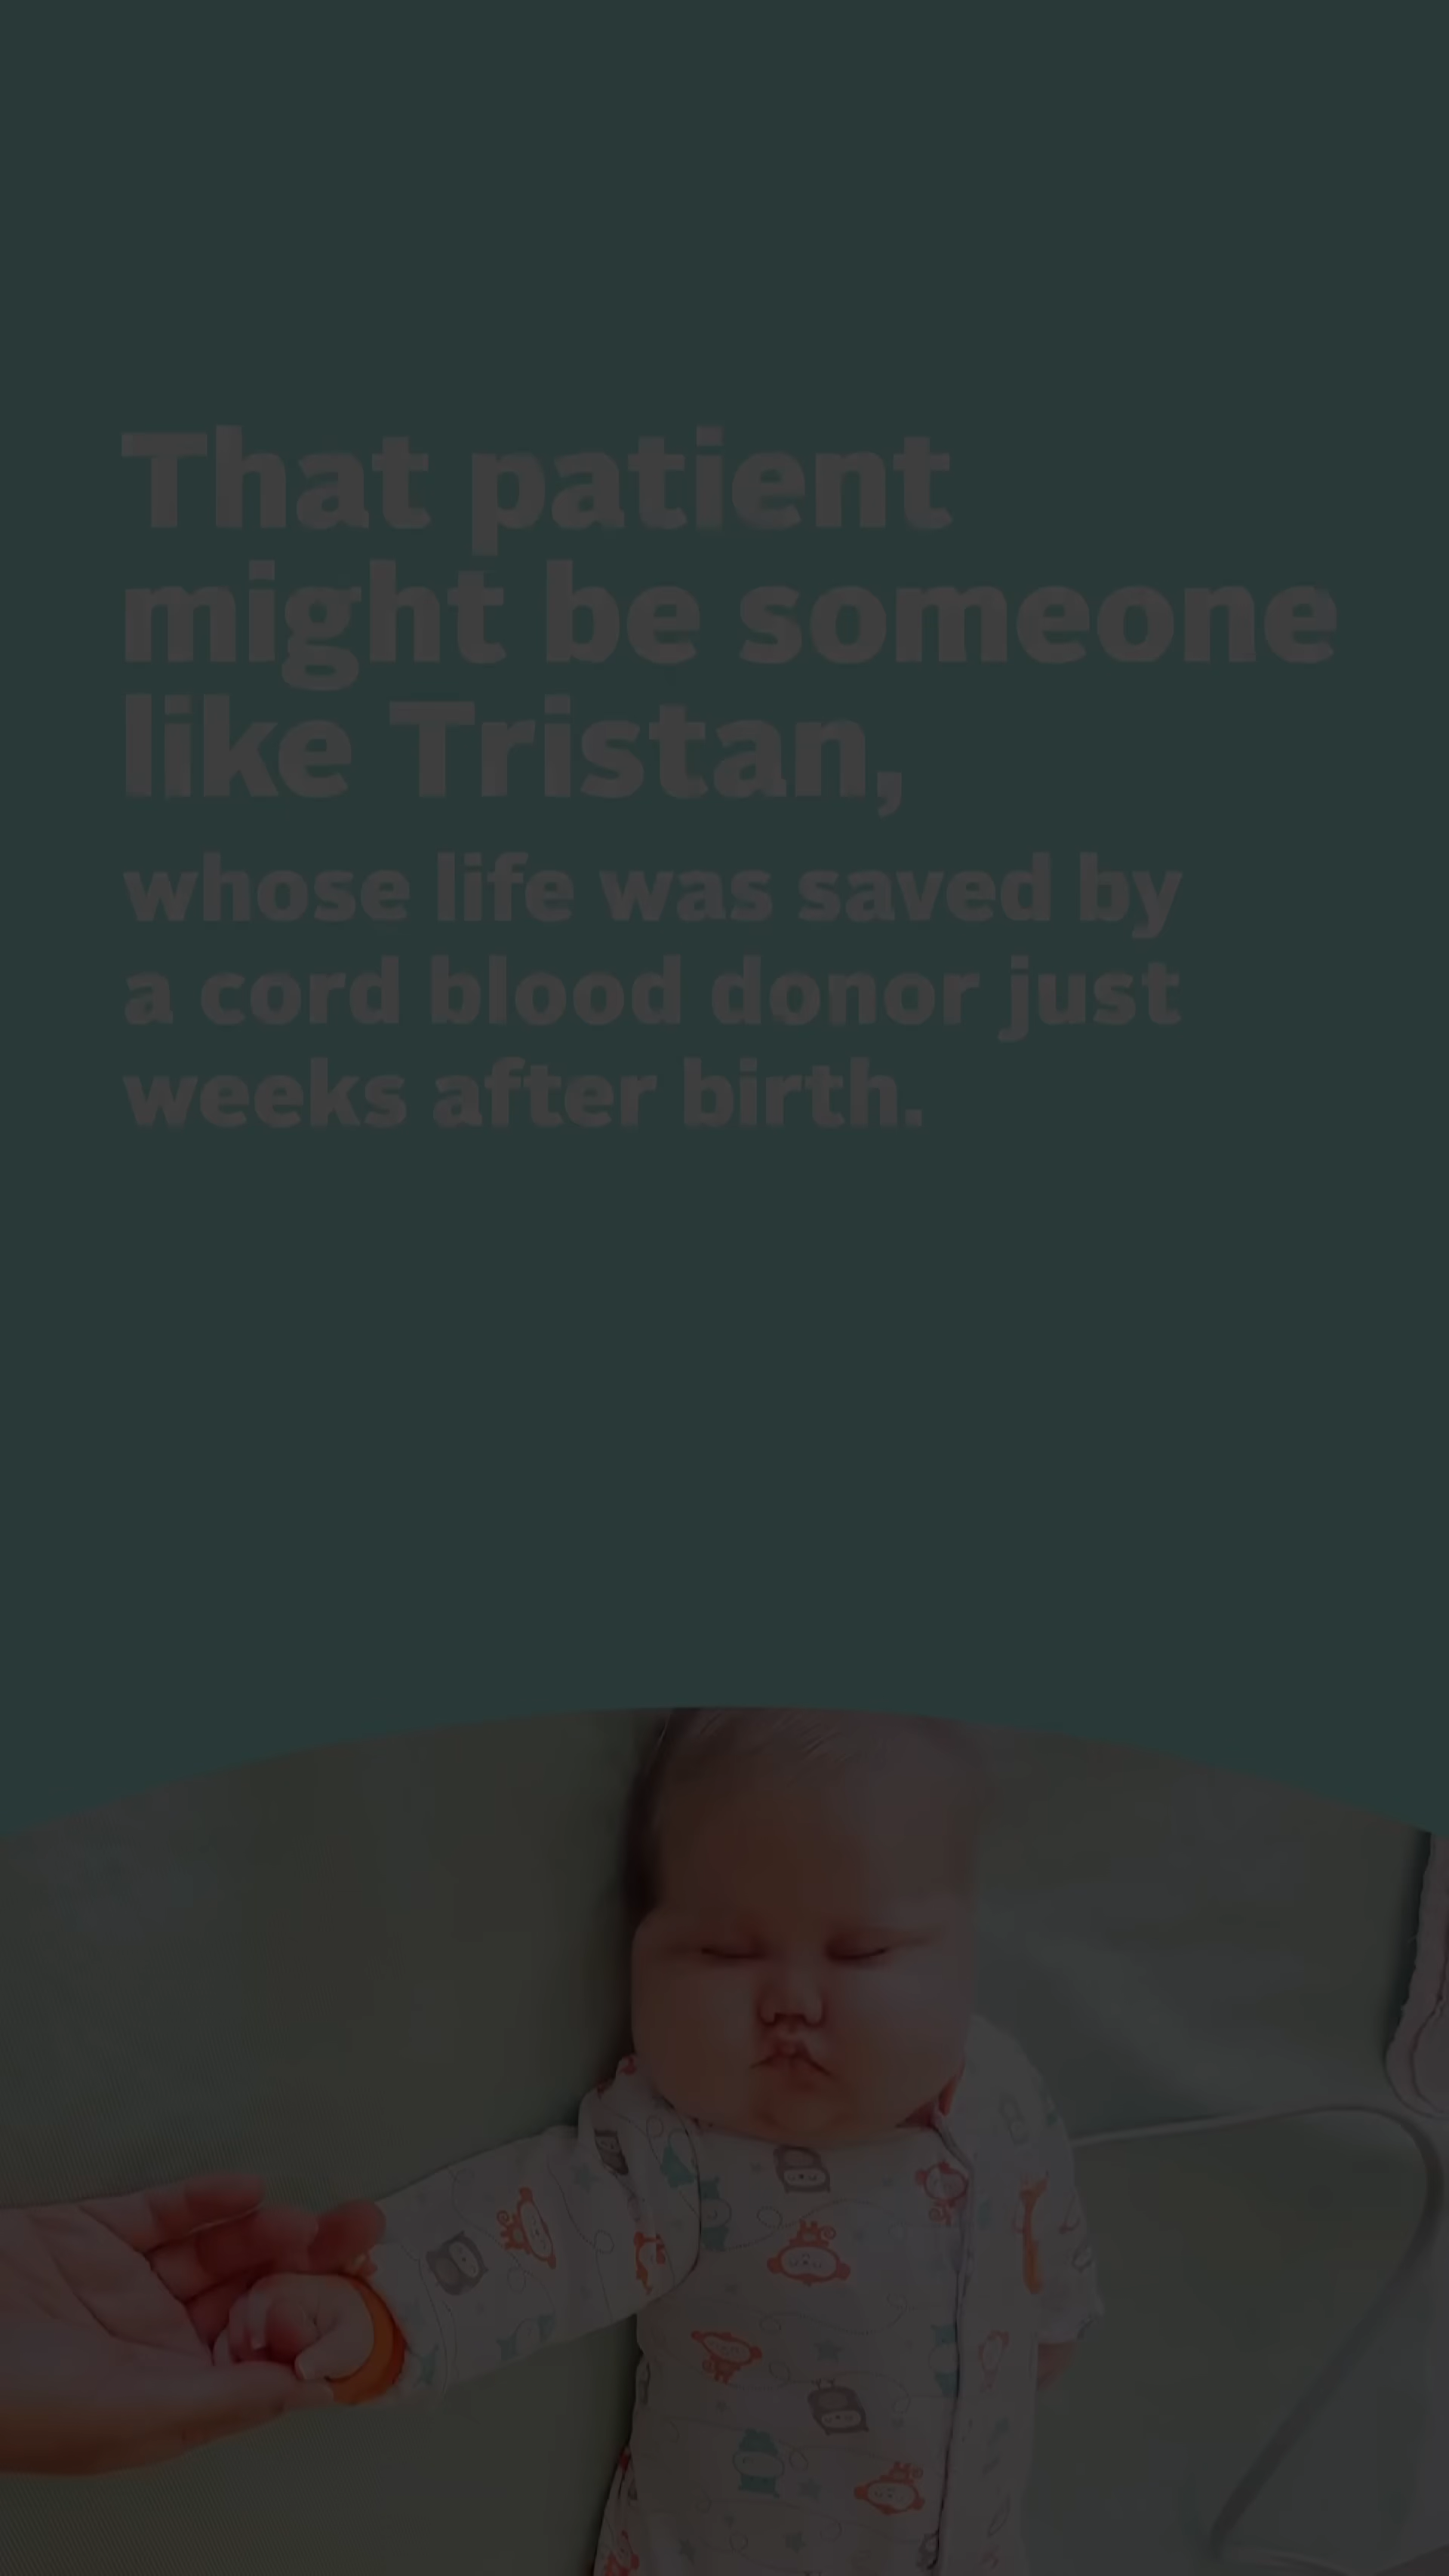 That patient
might be someone
like Tristan,
whose life was saved by
a cord blood donor just
weeks after birth.